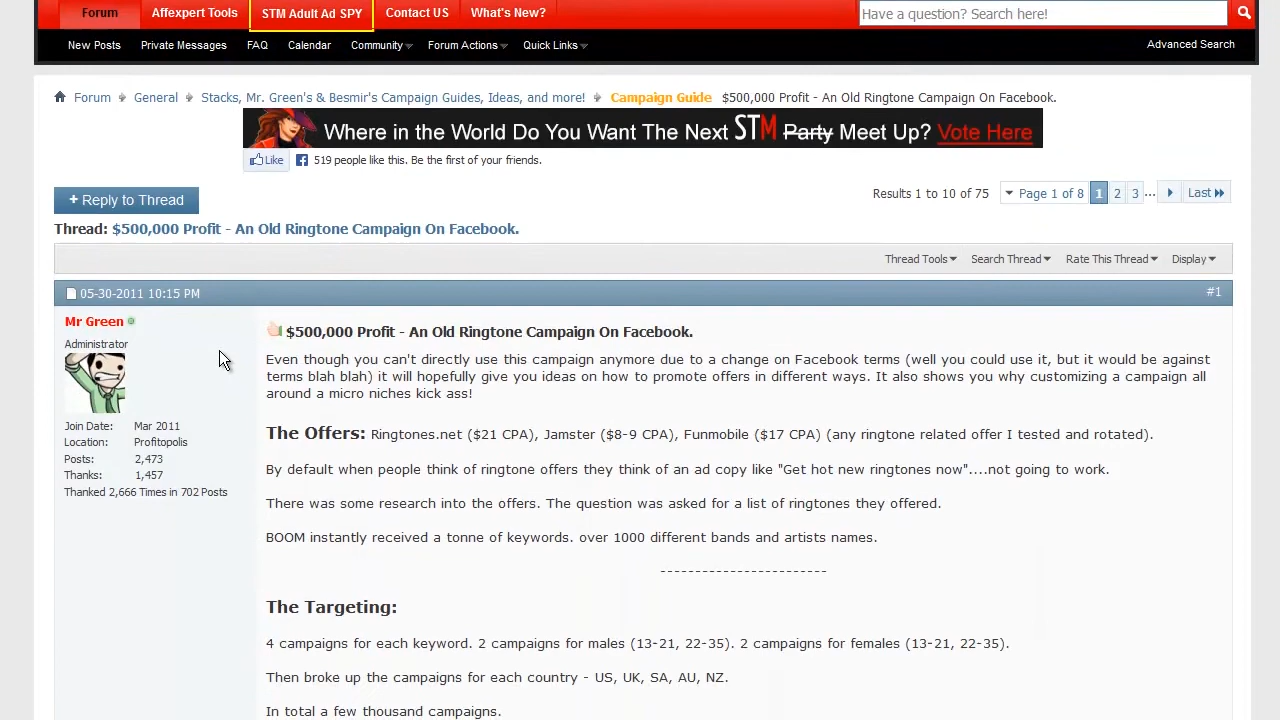 Forum Affexpert Tools STM Adult Ad SPY Contact US What's New? Have a question? Search here!
New Posts Private Messages FAQ Calendar Community Forum Actions Quick Links Advanced Search
Forum General Stacks, Mr. Green's & Besmir's Campaign Guides, Ideas, and more! Campaign Guide $500,000 Profit - An Old Ringtone Campaign On Facebook.
Where in the World Do You Want The Next STM Party Meet Up? Vote Here
Like 519 people like this. Be the first of your friends.
+ Reply to Thread Results 1 to 10 of 75 Page 1 of 8 1 2 3 ... Last
Thread: $500,000 Profit - An Old Ringtone Campaign On Facebook.
Thread Tools Search Thread Rate This Thread Display
05-30-2011 10:15 PM #1
Mr Green
Administrator
Join Date: Mar 2011
Location: Profitopolis
Posts: 2,473
Thanks: 1,457
Thanked 2,666 Times in 702 Posts
$500,000 Profit - An Old Ringtone Campaign On Facebook.
Even though you can't directly use this campaign anymore due to a change on Facebook terms (well you could use it, but it would be against
terms blah blah) it will hopefully give you ideas on how to promote offers in different ways. It also shows you why customizing a campaign all
around a micro niches kick ass!
The Offers: Ringtones.net ($21 CPA), Jamster ($8-9 CPA), Funmobile ($17 CPA) (any ringtone related offer I tested and rotated).
By default when people think of ringtone offers they think of an ad copy like "Get hot new ringtones now"....not going to work.
There was some research into the offers. The question was asked for a list of ringtones they offered.
BOOM instantly received a tonne of keywords. over 1000 different bands and artists names.
------------------------
The Targeting:
4 campaigns for each keyword. 2 campaigns for males (13-21, 22-35). 2 campaigns for females (13-21, 22-35).
Then broke up the campaigns for each country - US, UK, SA, AU, NZ.
In total a few thousand campaigns.